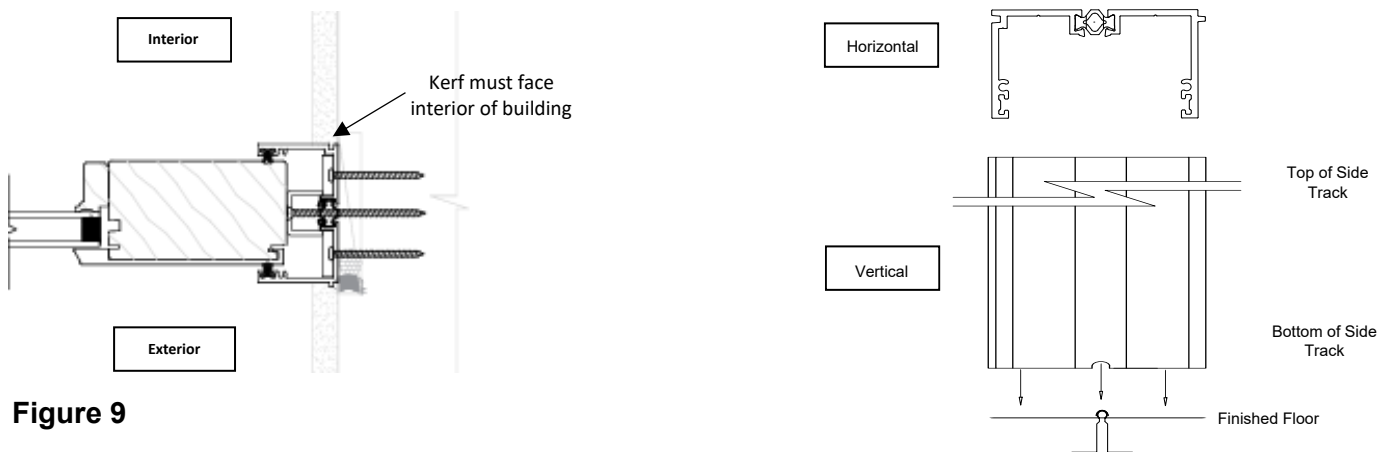 Interior
Kerf must face
interior of building
Exterior
Figure 9
Horizontal
Top of Side
Track
Vertical
Bottom of Side
Track
Finished Floor